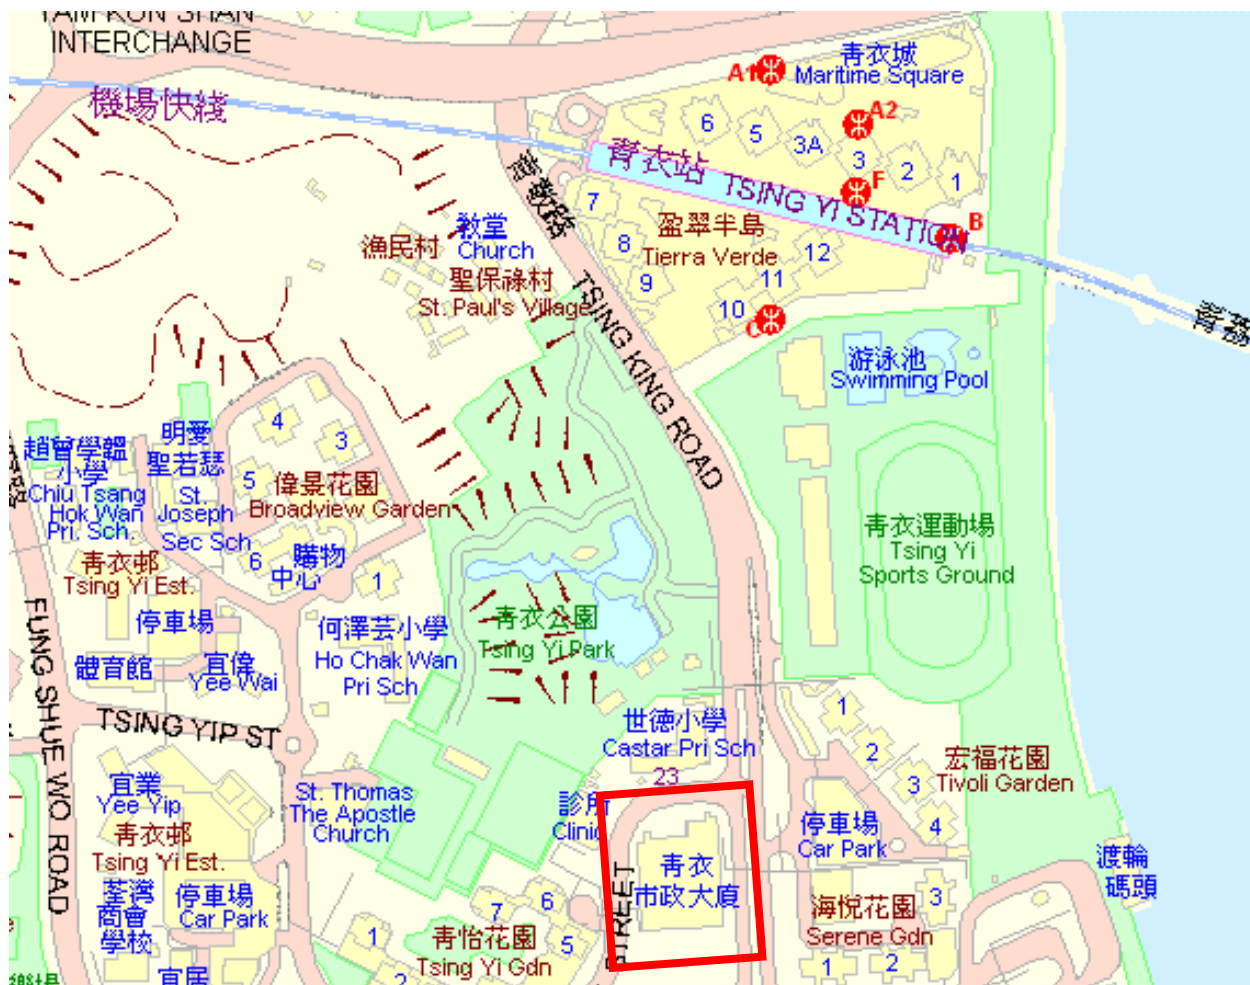 TAM KON SHAN
INTERCHANGE
機場快綫
青衣城
Maritime Square
A1
A2
6
5
3A
3
2
1
F
B
青衣站 TSING YI STATION
青敬路
TSING KING ROAD
7
8
9
盈翠半島
Tierra Verde
12
11
10
C
教堂
Church
漁民村
聖保祿村
St. Paul's Village
游泳池
Swimming Pool
4
3
5
6
1
偉景花園
Broadview Garden
購物
中心
明愛
聖若瑟
St.
Joseph
Sec Sch
小學
Chiu Tsang
Hok Wan
Pri. Sch.
青衣邨
Tsing Yi Est.
停車場
體育館
宜偉
Yee Wai
何澤芸小學
Ho Chak Wan
Pri Sch
青衣公園
Tsing Yi Park
青衣運動場
Tsing Yi
Sports Ground
FUNG SHUE WO ROAD
TSING YIP ST
世德小學
Castar Pri Sch
23
1
2
3
4
宏福花園
Tivoli Garden
宜業
Yee Yip
青衣邨
Tsing Yi Est.
St. Thomas
The Apostle
Church
診所
Clinic
STREET
青衣
市政大廈
停車場
Car Park
渡輪
碼頭
荃灣
商會
學校
停車場
Car Park
宜居
7
6
5
1
2
青怡花園
Tsing Yi Gdn
海悅花園
Serene Gdn
3
1
2